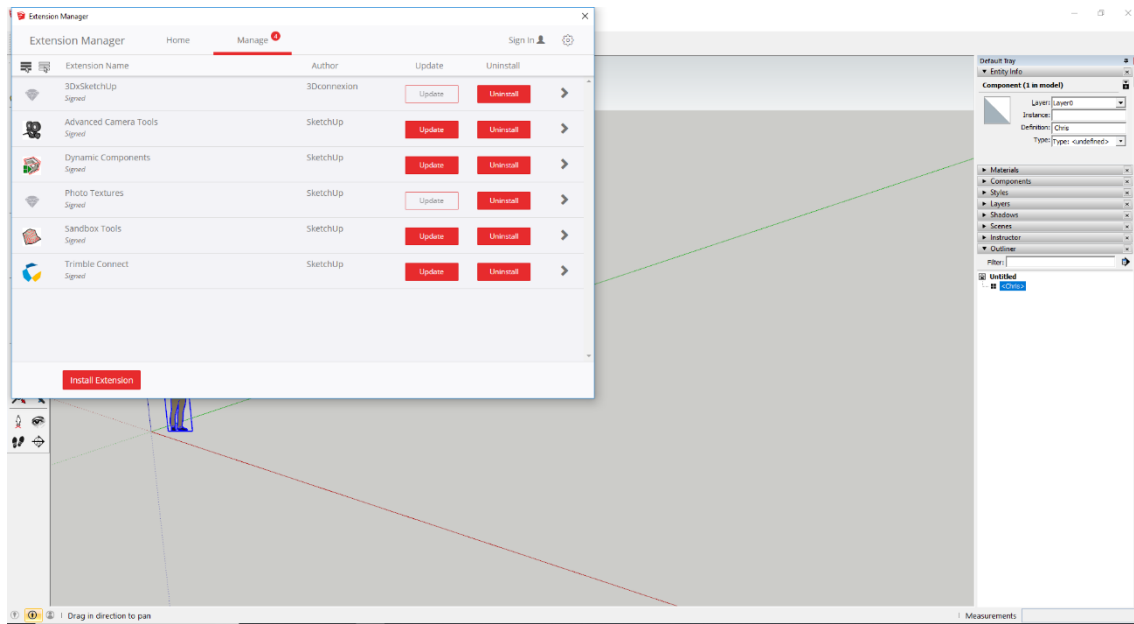 Extension Manager
Extension Manager Home Manage 4 Sign In
Extension Name Author Update Uninstall
3DxSketchUp 3Dconnexion Update Uninstall
Signed
Advanced Camera Tools SketchUp Update Uninstall
Signed
Dynamic Components SketchUp Update Uninstall
Signed
Photo Textures SketchUp Update Uninstall
Signed
Sandbox Tools SketchUp Update Uninstall
Signed
Trimble Connect SketchUp Update Uninstall
Signed
Install Extension
Default Tray
Entity Info
Component (1 in model)
Layer: Layer0
Instance:
Definition: Chris
Type: Type: <undefined>
Materials
Components
Styles
Layers
Shadows
Scenes
Instructor
Outliner
Filter:
Untitled
<Chris>
Drag in direction to pan
Measurements